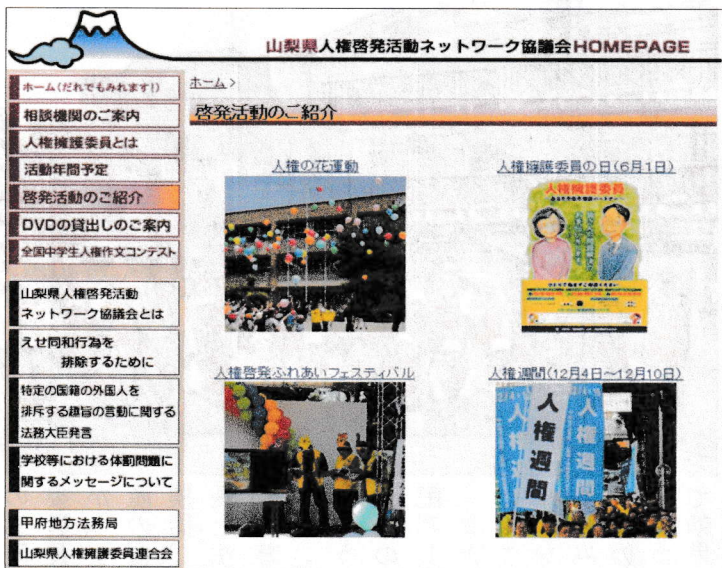 山梨県人権啓発活動ネットワーク協議会HOMEPAGE
ホーム(だれでもみれます!)
相談機関のご案内
人権擁護委員とは
活動年間予定
啓発活動のご紹介
DVDの貸出しのご案内
全国中学生人権作文コンテスト
山梨県人権啓発活動
ネットワーク協議会とは
えせ同和行為を
排除するために
特定の国籍の外国人を
排斥する趣旨の言動に関する
法務大臣発言
学校等における体罰問題に
関するメッセージについて
甲府地方法務局
山梨県人権擁護委員連合会
ホーム >
啓発活動のご紹介
人権の花運動
人権擁護委員の日(6月1日)
人権擁護委員
人権啓発ふれあいフェスティバル
人権週間(12月4日~12月10日)
人権週間
人権週間
人権週間